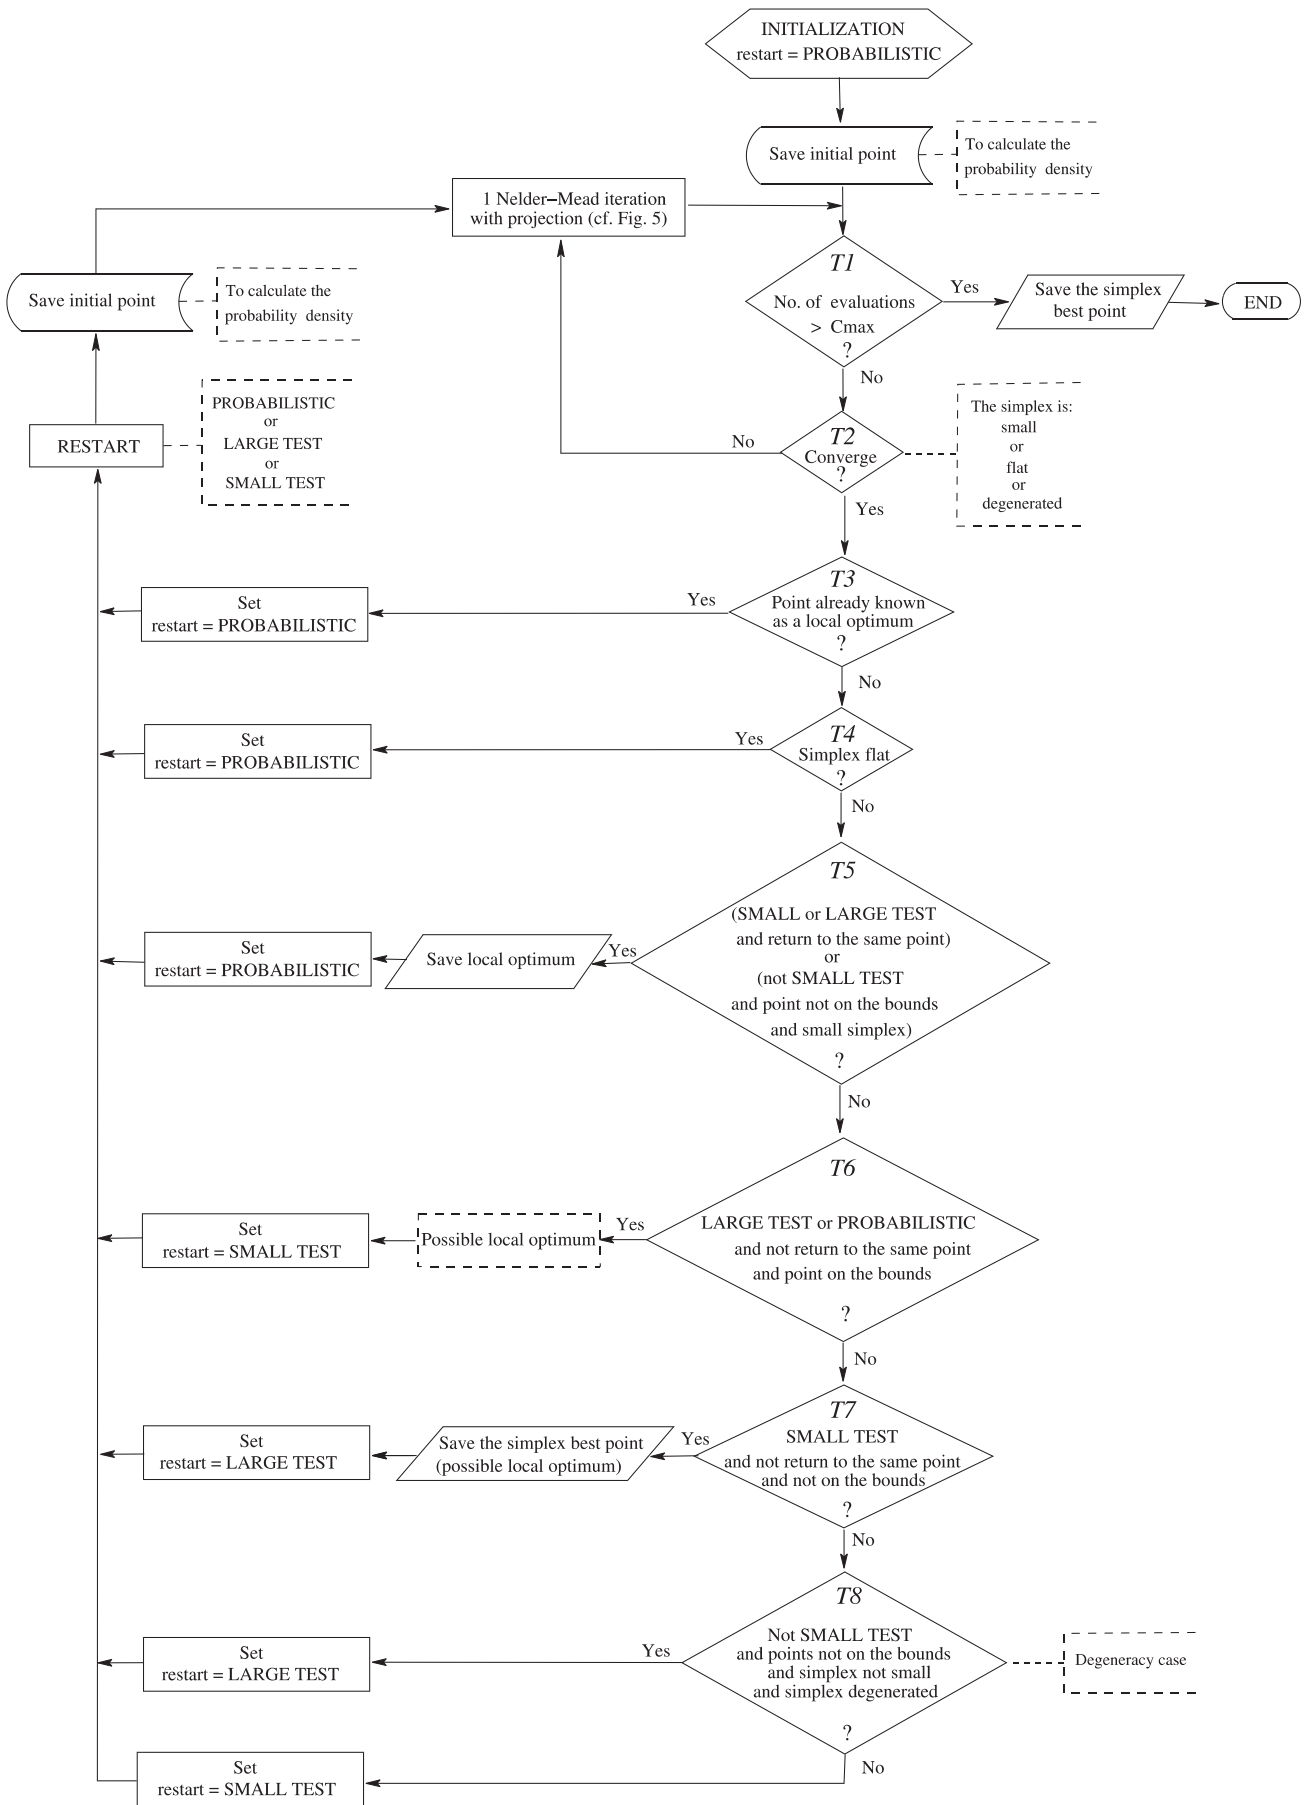 INITIALIZATION
restart = PROBABILISTIC
Save initial point
To calculate the
probability density
1 Nelder–Mead iteration
with projection (cf. Fig. 5)
T1
No. of evaluations
> Cmax
?
Yes
Save the simplex
best point
END
No
Save initial point
To calculate the
probability density
RESTART
PROBABILISTIC
or
LARGE TEST
or
SMALL TEST
T2
Converge
?
No
The simplex is:
small
or
flat
or
degenerated
Yes
T3
Point already known
as a local optimum
?
Yes
Set
restart = PROBABILISTIC
No
T4
Simplex flat
?
Yes
Set
restart = PROBABILISTIC
No
T5
(SMALL or LARGE TEST
and return to the same point)
or
(not SMALL TEST
and point not on the bounds
and small simplex)
?
Yes
Save local optimum
Set
restart = PROBABILISTIC
No
T6
LARGE TEST or PROBABILISTIC
and not return to the same point
and point on the bounds
?
Yes
Possible local optimum
Set
restart = SMALL TEST
No
T7
SMALL TEST
and not return to the same point
and not on the bounds
?
Yes
Save the simplex best point
(possible local optimum)
Set
restart = LARGE TEST
No
T8
Not SMALL TEST
and points not on the bounds
and simplex not small
and simplex degenerated
?
Degeneracy case
Yes
Set
restart = LARGE TEST
No
Set
restart = SMALL TEST